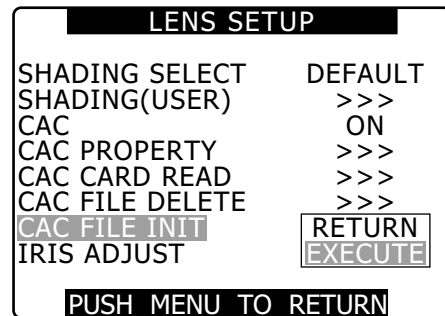 LENS SETUP
SHADING SELECT DEFAULT
SHADING(USER) >>>
CAC ON
CAC PROPERTY >>>
CAC CARD READ >>>
CAC FILE DELETE >>>
CAC FILE INIT RETURN
IRIS ADJUST EXECUTE
PUSH MENU TO RETURN